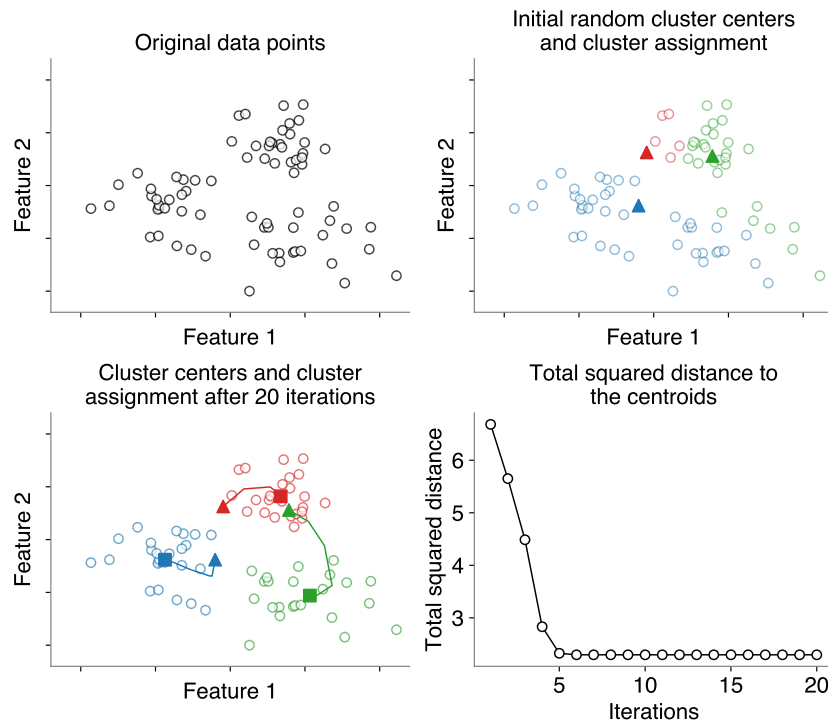 Original data points
Feature 2
Feature 1
Initial random cluster centers
and cluster assignment
Feature 2
Feature 1
Cluster centers and cluster
assignment after 20 iterations
Feature 2
Feature 1
Total squared distance to
the centroids
Total squared distance
6
5
4
3
5
10
15
20
Iterations